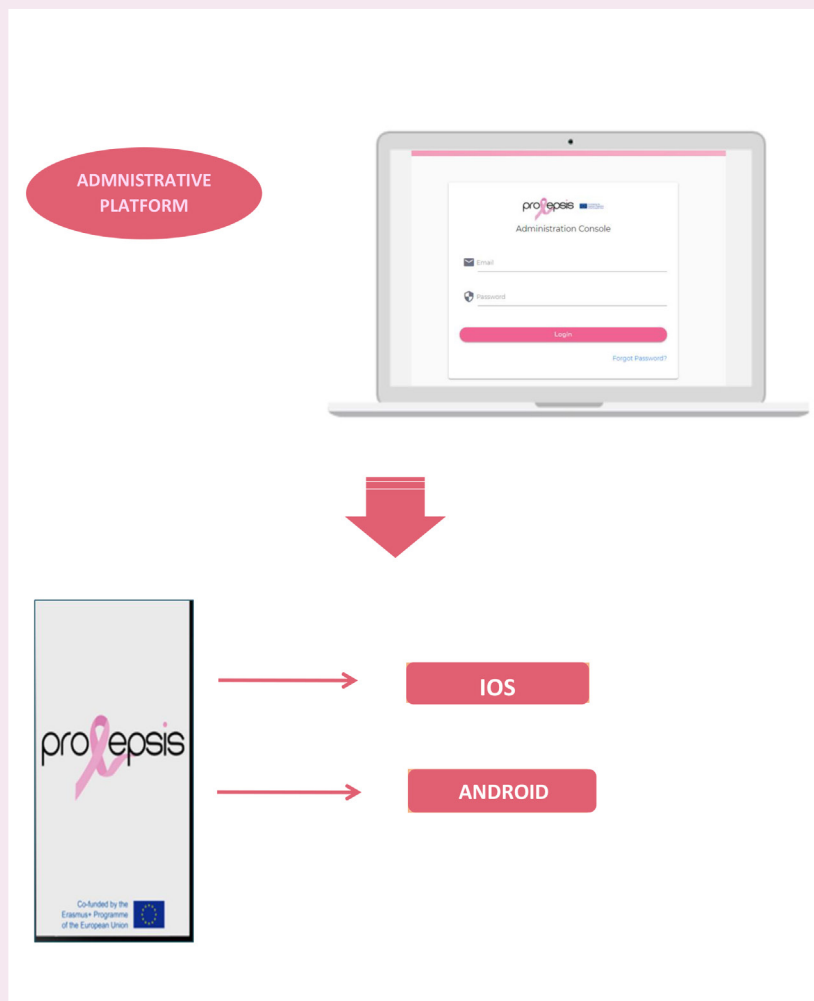 ADMNISTRATIVE
PLATFORM
prolepsis
Administration Console
Email
Password
Login
Forgot Password?
IOS
prolepsis
ANDROID
Co-funded by the
Erasmus+ Programme
of the European Union